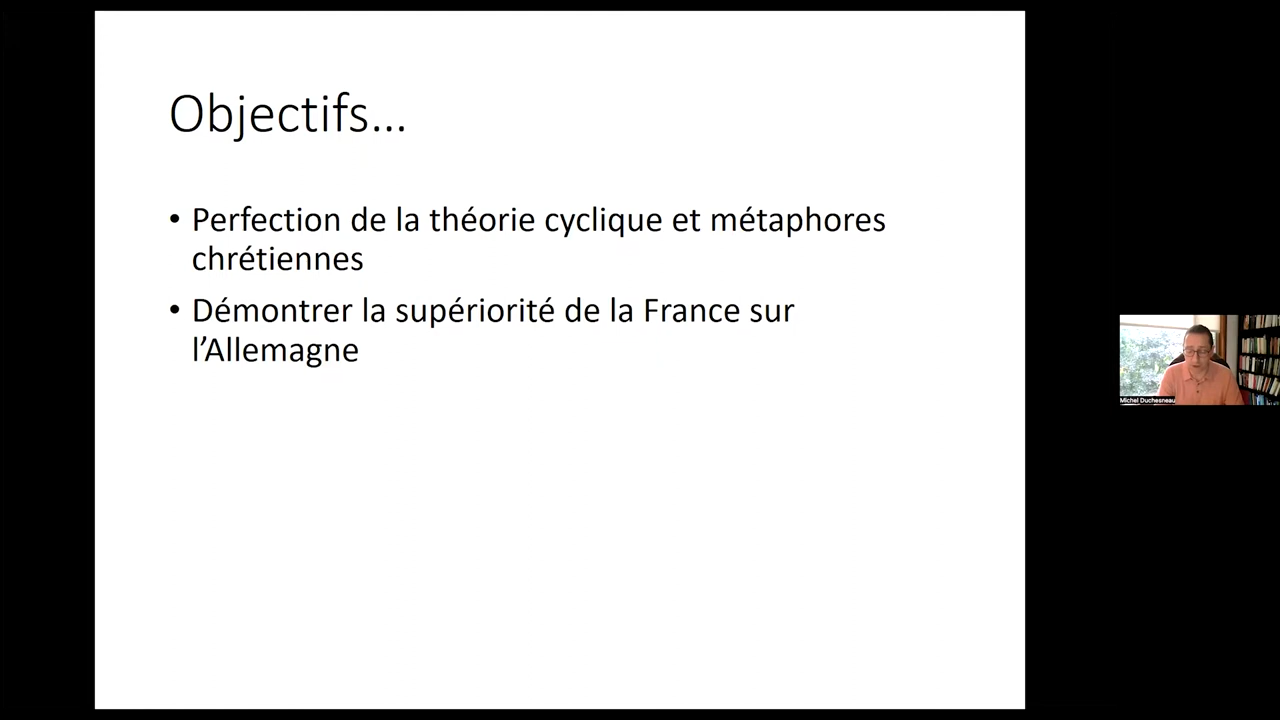 Objectifs...
• Perfection de la théorie cyclique et métaphores
chrétiennes
• Démontrer la supériorité de la France sur
l’Allemagne
Michel Duchesneau